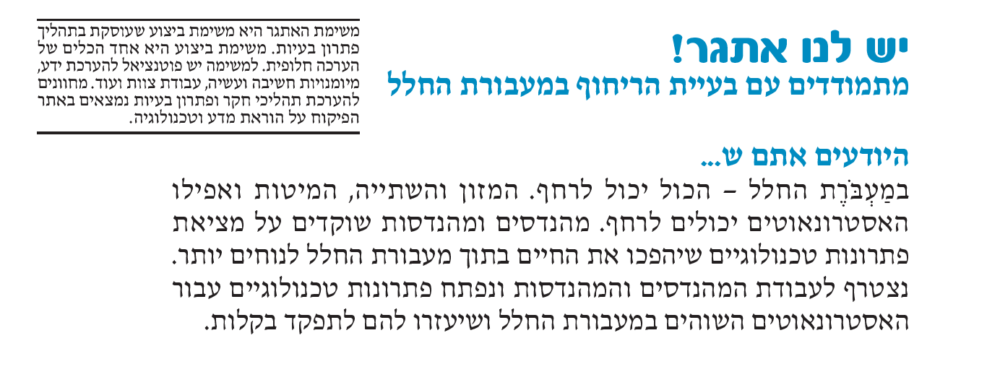 יש לנו אתגר!
מתמודדים עם בעיית הריחוף במעבורת החלל
משימת האתגר היא משימת ביצוע שעוסקת בתהליך
פתרון בעיות. משימת ביצוע היא אחד הכלים של
הערכה חלופית. למשימה יש פוטנציאל להערכת ידע,
מיומנויות חשיבה ועשיה, עבודת צוות ועוד. מחוונים
להערכת תהליכי חקר ופתרון בעיות נמצאים באתר
הפיקוח על הוראת מדע וטכנולוגיה.
היודעים אתם ש...
במַעְבֹּרֶת החלל – הכול יכול לרחף. המזון והשתייה, המיטות ואפילו
האסטרונאוטים יכולים לרחף. מהנדסים ומהנדסות שוקדים על מציאת
פתרונות טכנולוגיים שיהפכו את החיים בתוך מעבורת החלל לנוחים יותר.
נצטרף לעבודת המהנדסים והמהנדסות ונפתח פתרונות טכנולוגיים עבור
האסטרונאוטים השוהים במעבורת החלל ושיעזרו להם לתפקד בקלות.